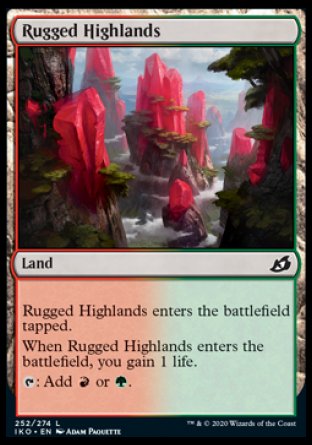 Rugged Highlands
Land
Rugged Highlands enters the battlefield
tapped.
When Rugged Highlands enters the
battlefield, you gain 1 life.
: Add or .
252/274 L
IKO • EN Adam Paquette
™ & © 2020 Wizards of the Coast